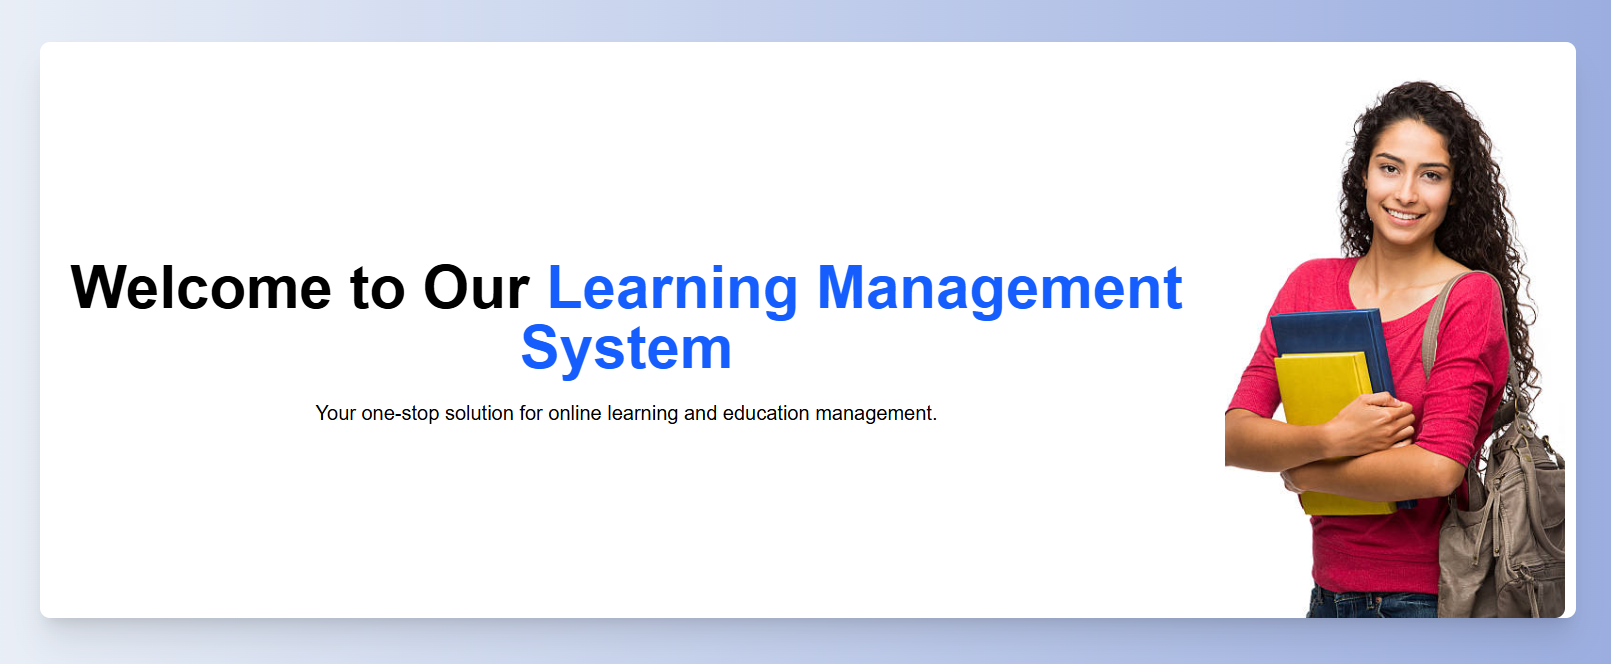 Welcome to Our Learning Management
System
Your one-stop solution for online learning and education management.